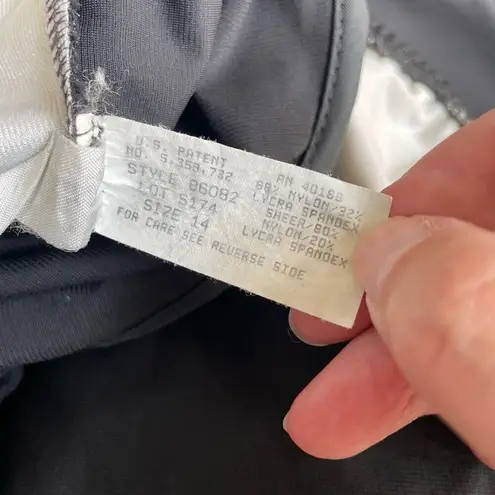 U.S. PATENT
NO. 5,359,732
STYLE 86082
LOT 5174
SIZE 14
FOR CARE SEE REVERSE SIDE
PN 40188
68% NYLON/32%
LYCRA SPANDEX
SHEER/80%
NYLON/20%
LYCRA SPANDEX